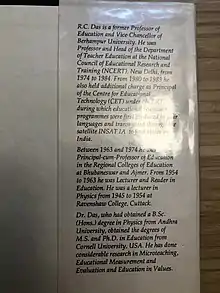 R.C. Das is a former Professor of
Education and Vice Chancellor of
Berhampur University. He was
Professor and Head of the Department
of Teacher Education at the National
Council of Educational Research and
Training (NCERT), New Delhi, from
1974 to 1984. From 1980 to 1983 he
also held additional charge as Principal
of the Centre for Educational
Technology (CET) under
during which educational
programmes were
languages and
satellite INSAT IA
India.
Between 1963 and 1974 he was
Principal-cum-Professor of Education
in the Regional Colleges of Education
at Bhubaneswar and Ajmer. From 1954
to 1963 he was Lecturer and Reader in
Education. He was a lecturer in
Physics from 1945 to 1954 at
Ravenshaw College, Cuttack.
Dr. Das, who had obtained a B.Sc.
(Hons.) degree in Physics from Andhra
University, obtained the degrees of
M.S. and Ph.D. in Education from
Cornell University, USA. He has done
considerable research in Microteaching,
Educational Measurement and
Evaluation and Education in Values.